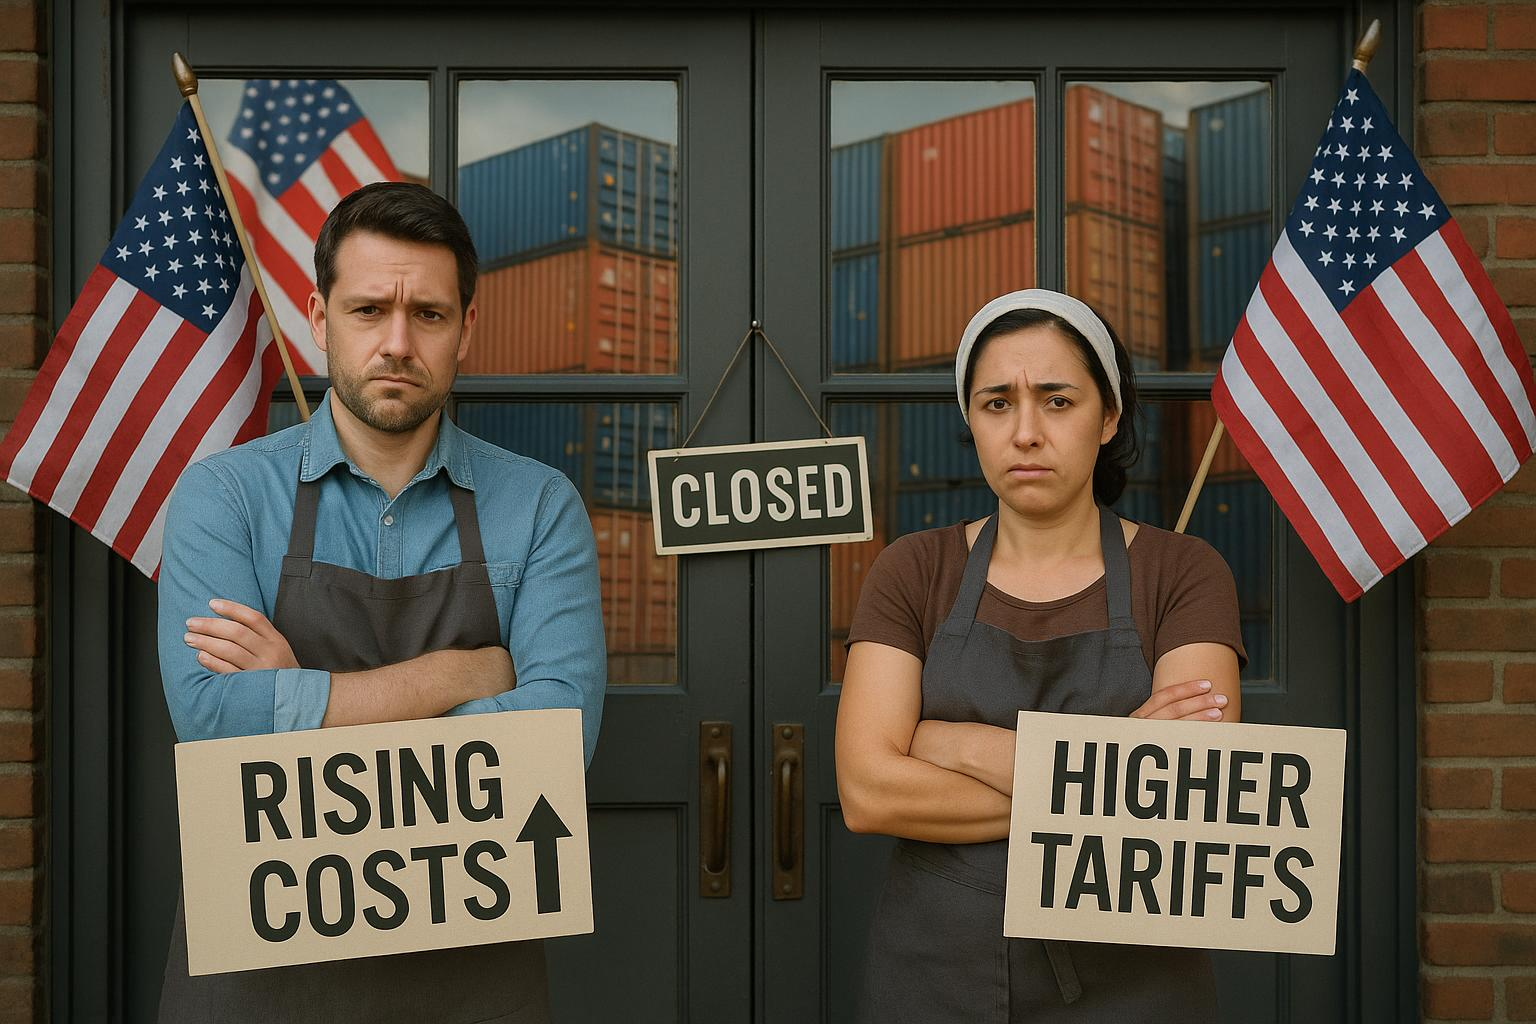 CLOSED
RISING
COSTS
HIGHER
TARIFFS